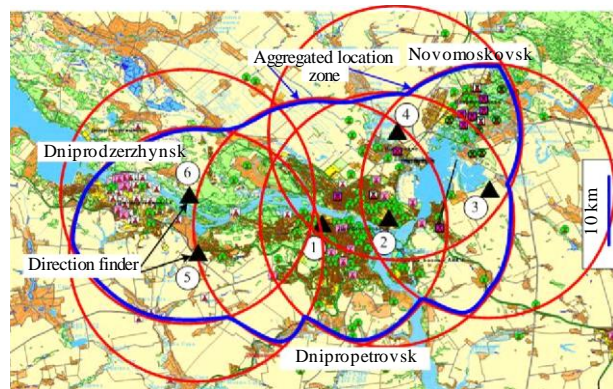 Aggregated location
zone
Novomoskovsk
4
Dniprodzerzhynsk
6
3
10 km
1
2
Direction finder
5
Dnipropetrovsk